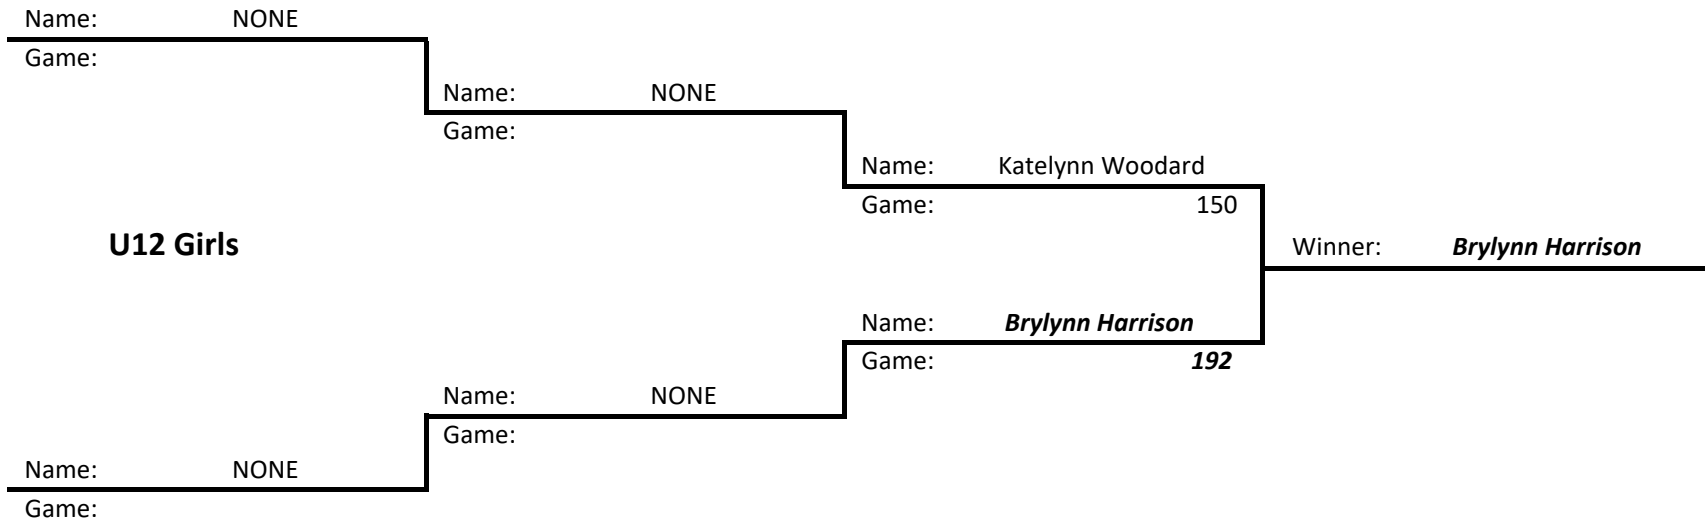 Name: NONE
Game:
Name: NONE
Game:
Name: Katelynn Woodard
Game: 150
U12 Girls
Winner: Brylynn Harrison
Name: Brylynn Harrison
Game: 192
Name: NONE
Game:
Name: NONE
Game: